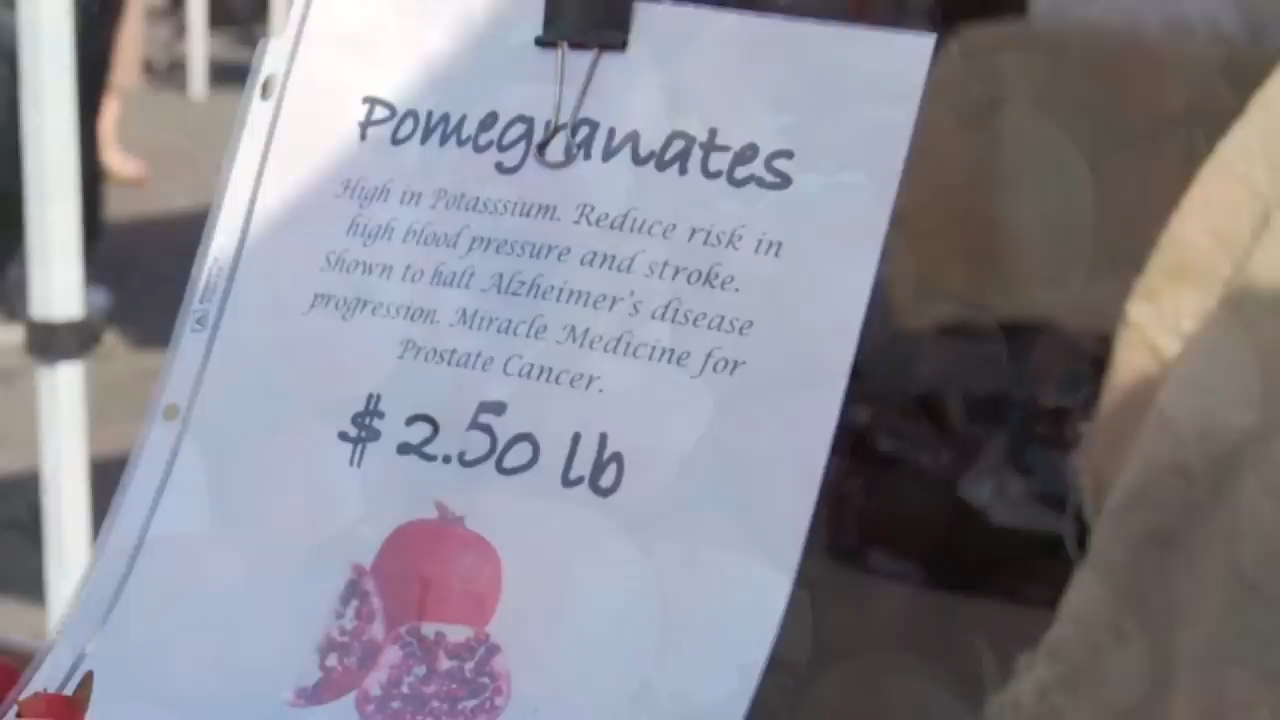 Pomegranates
High in Potasssium. Reduce risk in
high blood pressure and stroke.
Shown to halt Alzheimer's disease
progression. Miracle Medicine for
Prostate Cancer.
$2.50 lb